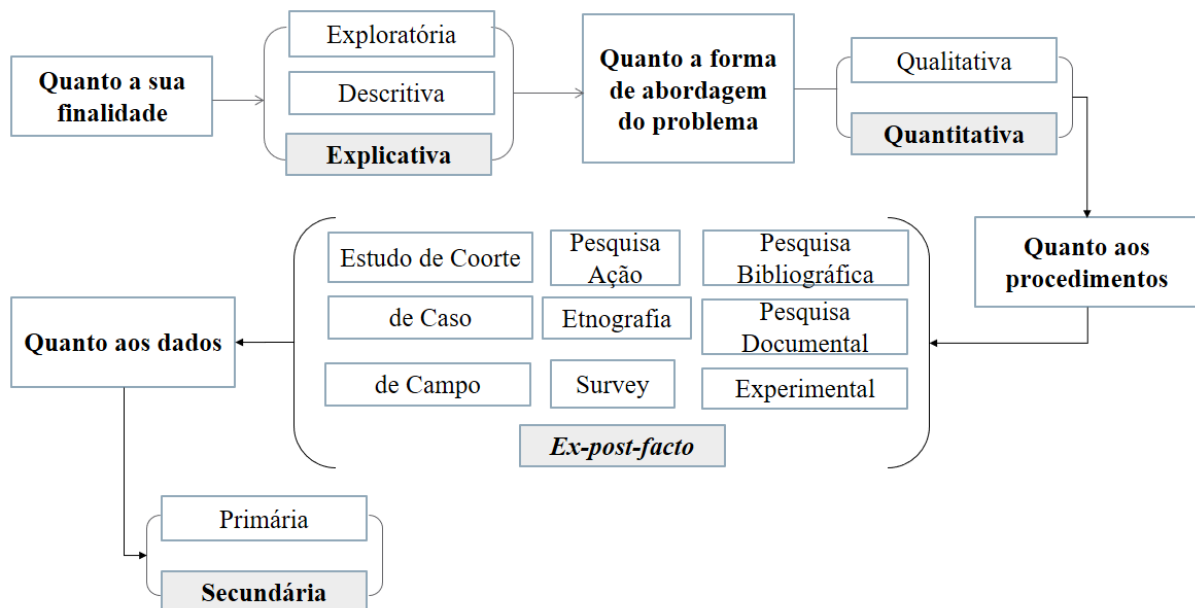 Quanto a sua
finalidade
Exploratória
Descritiva
Explicativa
Quanto a forma
de abordagem
do problema
Qualitativa
Quantitativa
Quanto aos
procedimentos
Estudo de Coorte
de Caso
de Campo
Pesquisa
Ação
Etnografia
Survey
Pesquisa
Bibliográfica
Pesquisa
Documental
Experimental
Ex-post-facto
Quanto aos dados
Primária
Secundária